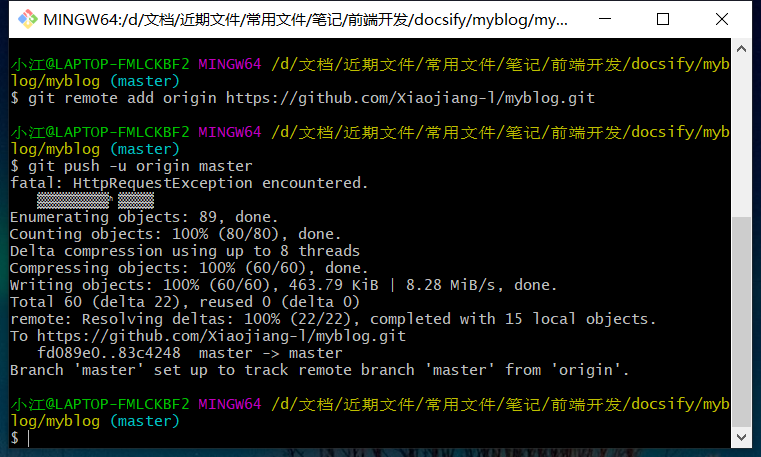 MINGW64:/d/文档/近期文件/常用文件/笔记/前端开发/docsify/myblog/my...
小江@LAPTOP-FMLCKBF2 MINGW64 /d/文档/近期文件/常用文件/笔记/前端开发/docsify/myb
log/myblog (master)
$ git remote add origin https://github.com/Xiaojiang-l/myblog.git
小江@LAPTOP-FMLCKBF2 MINGW64 /d/文档/近期文件/常用文件/笔记/前端开发/docsify/myb
log/myblog (master)
$ git push -u origin master
fatal: HttpRequestException encountered.
Enumerating objects: 89, done.
Counting objects: 100% (80/80), done.
Delta compression using up to 8 threads
Compressing objects: 100% (60/60), done.
Writing objects: 100% (60/60), 463.79 KiB | 8.28 MiB/s, done.
Total 60 (delta 22), reused 0 (delta 0)
remote: Resolving deltas: 100% (22/22), completed with 15 local objects.
To https://github.com/Xiaojiang-l/myblog.git
fd089e0..83c4248  master -> master
Branch 'master' set up to track remote branch 'master' from 'origin'.
小江@LAPTOP-FMLCKBF2 MINGW64 /d/文档/近期文件/常用文件/笔记/前端开发/docsify/myb
log/myblog (master)
$